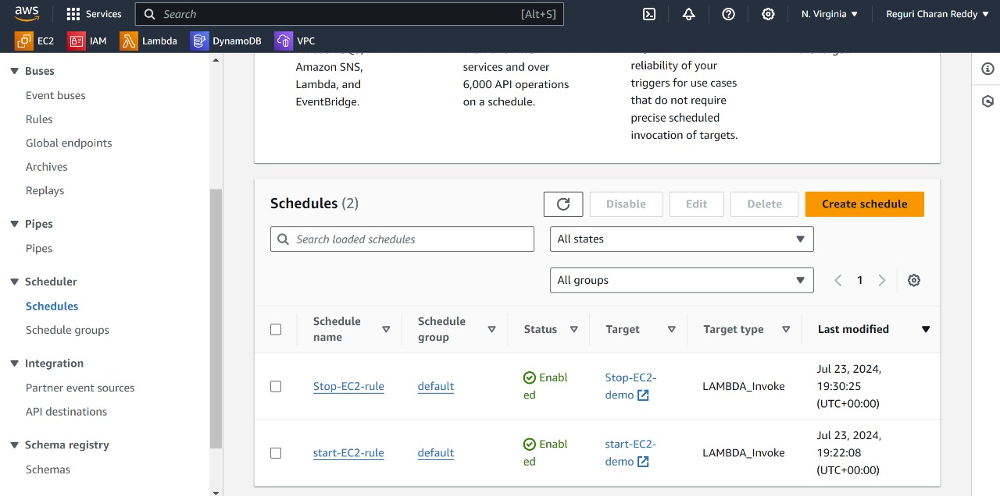 aws
Services
Search
[Alt+S]
N. Virginia
Reguri Charan Reddy
EC2
IAM
Lambda
DynamoDB
VPC
Buses
Event buses
Rules
Global endpoints
Archives
Replays
Pipes
Pipes
Scheduler
Schedules
Schedule groups
Integration
Partner event sources
API destinations
Schema registry
Schemas
Amazon SNS,
Lambda, and
EventBridge.
services and over
6,000 API operations
on a schedule.
reliability of your
triggers for use cases
that do not require
precise scheduled
invocation of targets.
Schedules (2)
Disable
Edit
Delete
Create schedule
Search loaded schedules
All states
All groups
1
Schedule
name
Schedule
group
Status
Target
Target type
Last modified
Stop-EC2-rule
default
Enabl
ed
Stop-EC2-
demo
LAMBDA_Invoke
Jul 23, 2024,
19:30:25
(UTC+00:00)
start-EC2-rule
default
Enabl
ed
start-EC2-
demo
LAMBDA_Invoke
Jul 23, 2024,
19:22:08
(UTC+00:00)